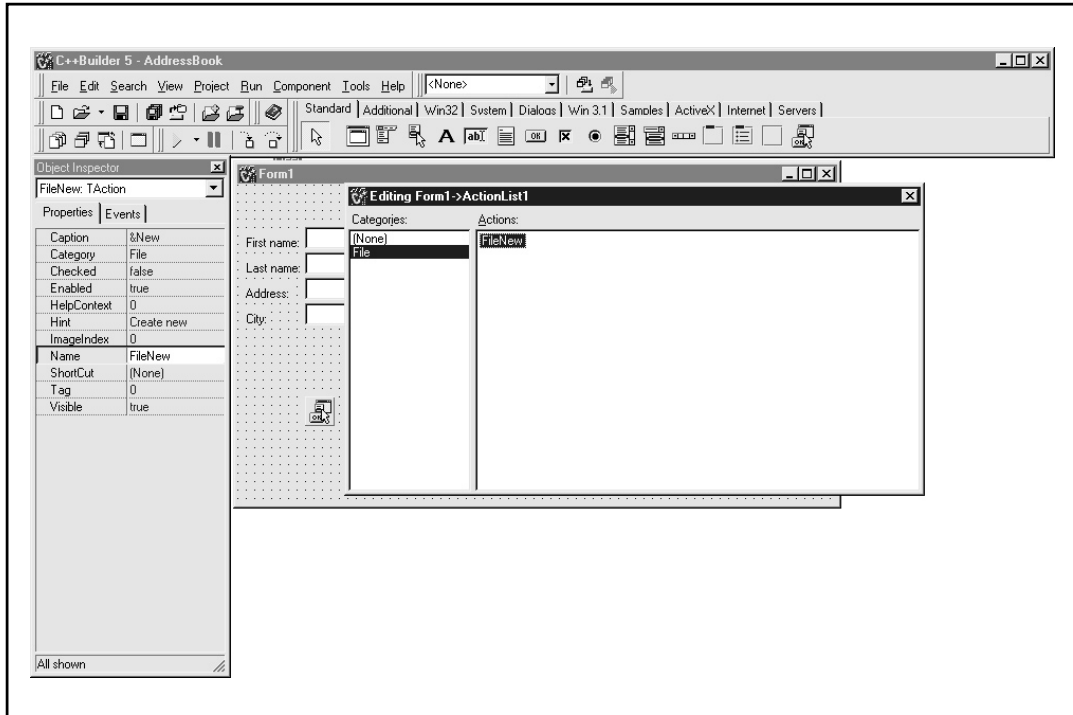 C++Builder 5 - AddressBook
File Edit Search View Project Run Component Tools Help <None>
Standard Additional Win32 System Dialogs Win 3.1 Samples ActiveX Internet Servers
A ab OK
Object Inspector
FileNew: TAction
Properties Events
Caption &New
Category File
Checked false
Enabled true
HelpContext 0
Hint Create new
ImageIndex 0
Name FileNew
ShortCut (None)
Tag 0
Visible true
All shown
Form1
First name:
Last name:
Address:
City:
OK
Editing Form1->ActionList1
Categories: Actions:
(None) FileNew
File